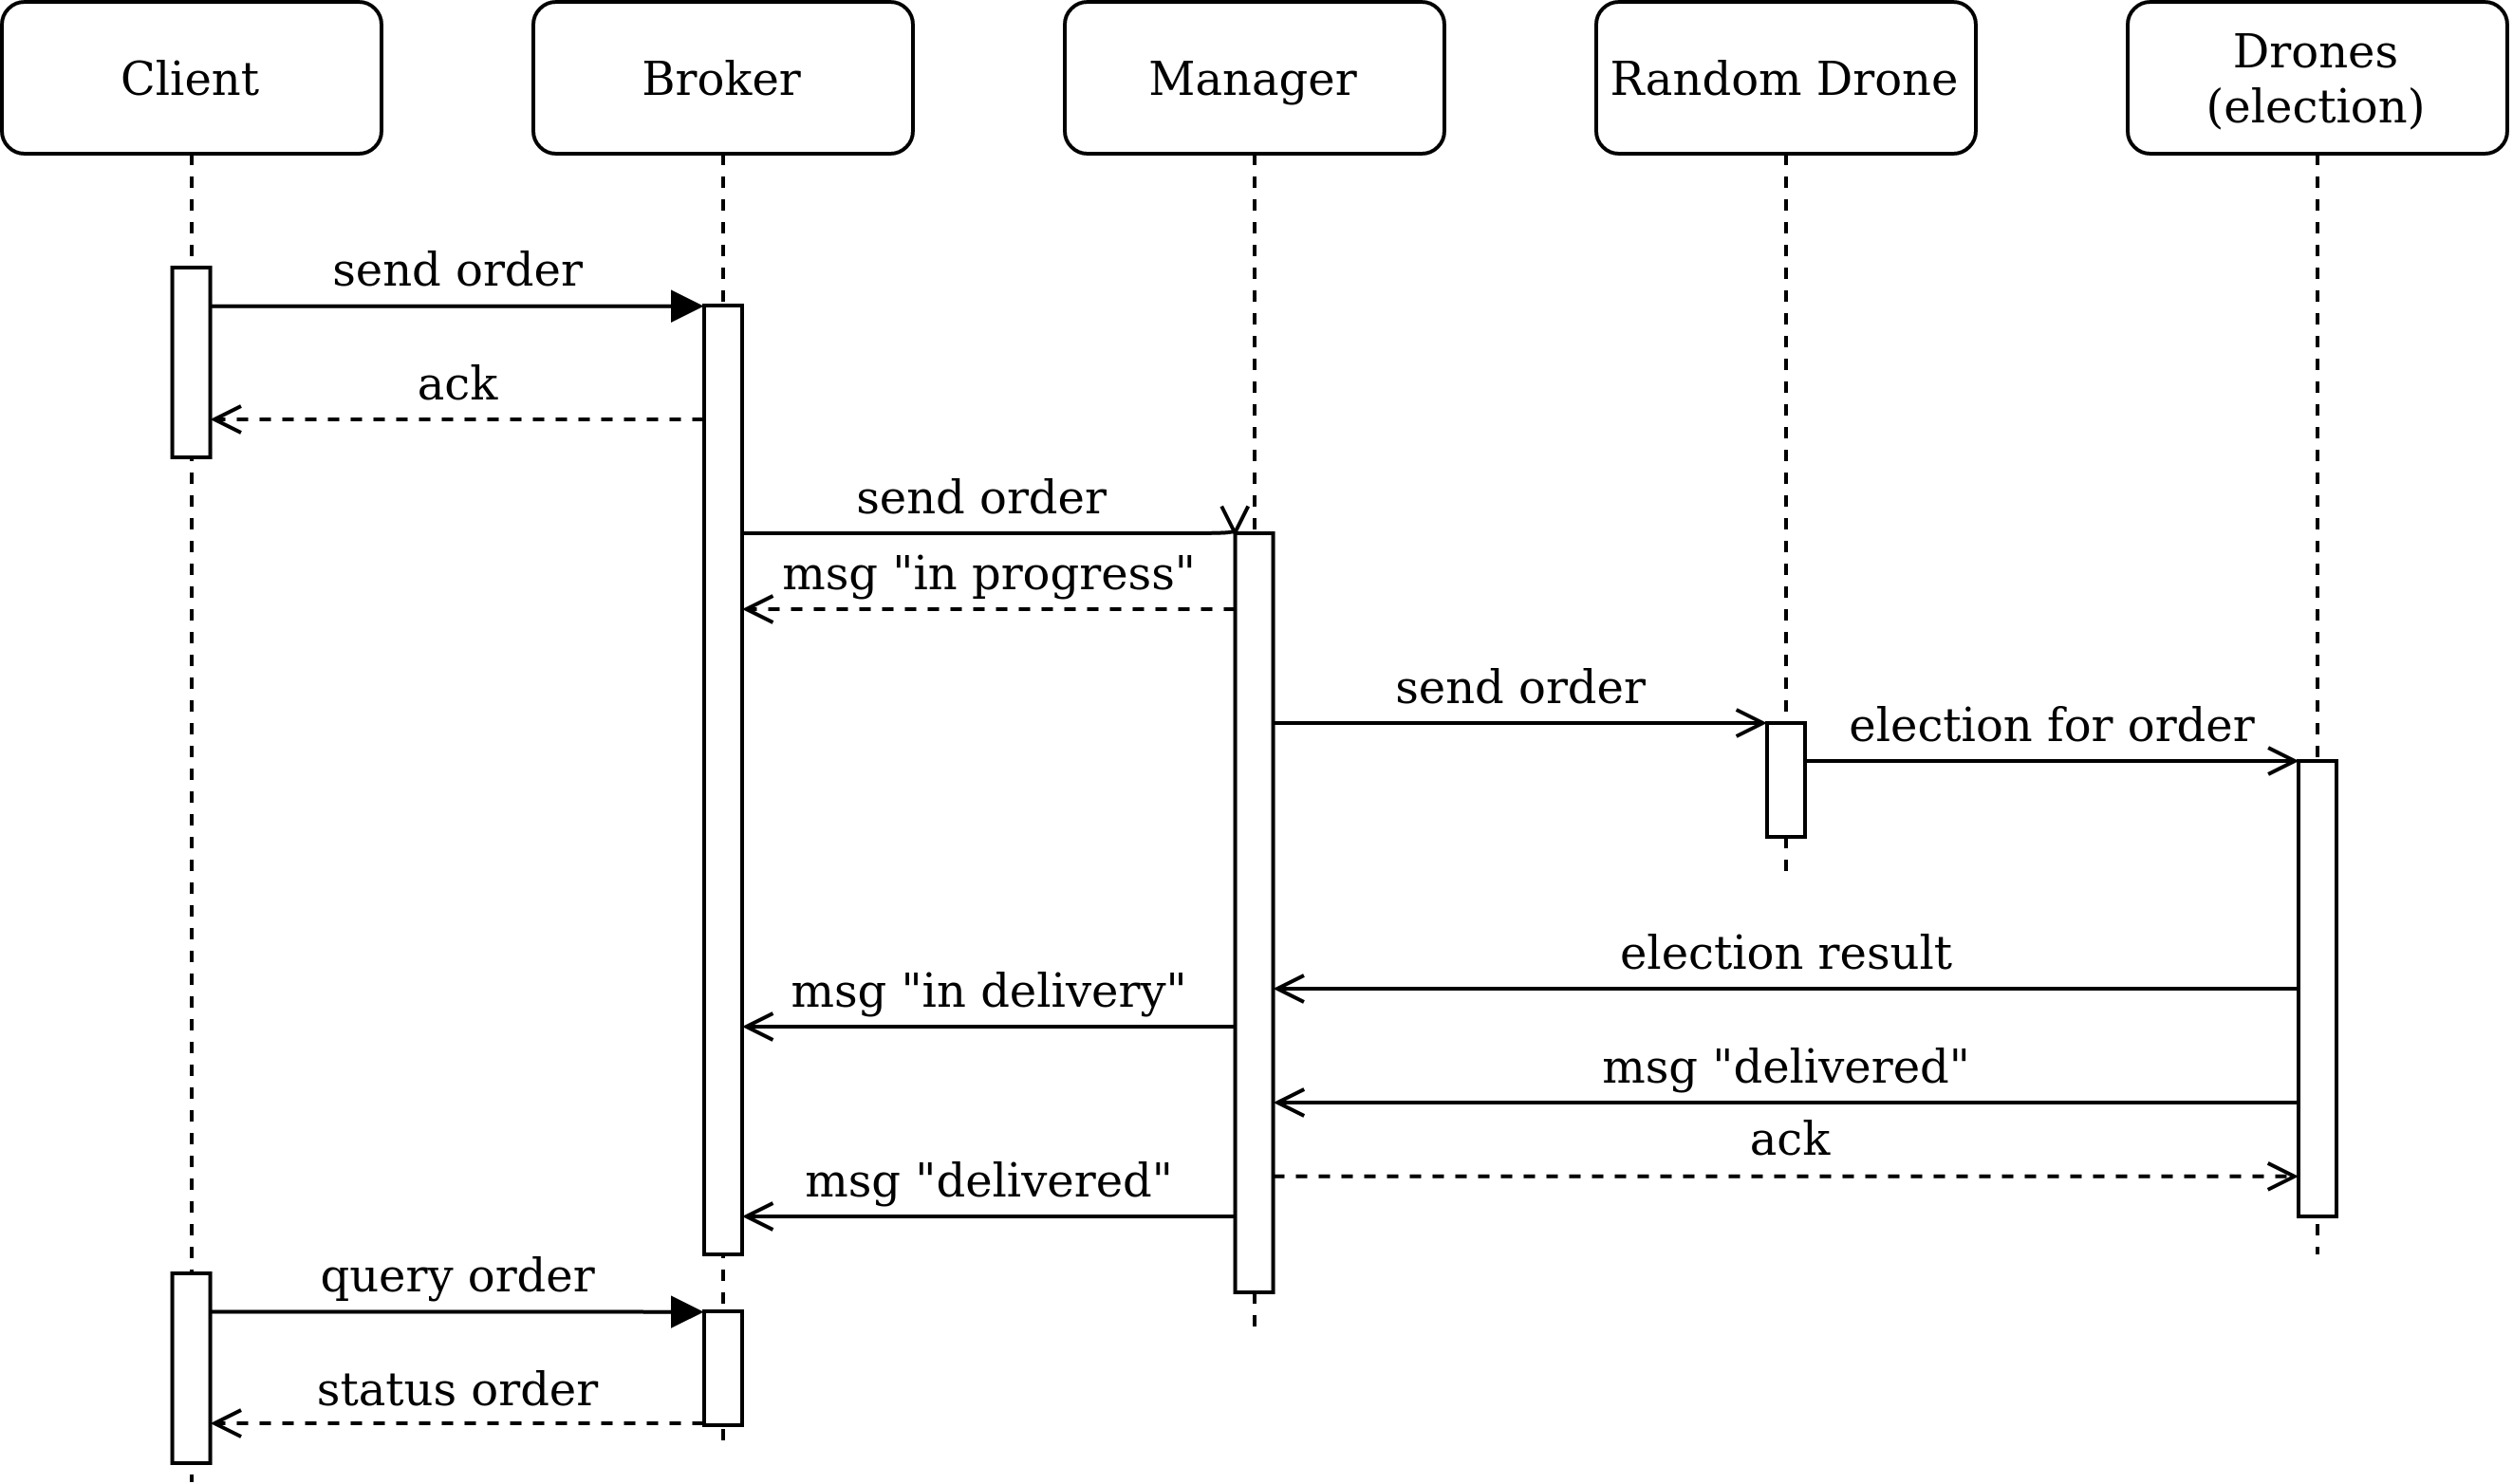 Client
Broker
Manager
Random Drone
Drones
(election)
send order
ack
send order
msg "in progress"
send order
election for order
election result
msg "in delivery"
msg "delivered"
ack
msg "delivered"
query order
status order